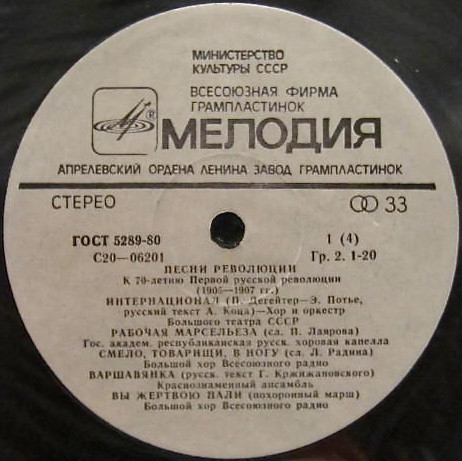 МИНИСТЕРСТВО
КУЛЬТУРЫ СССР
ВСЕСОЮЗНАЯ ФИРМА
ГРАМПЛАСТИНОК
®
МЕЛОДИЯ
АПРЕЛЕВСКИЙ ОРДЕНА ЛЕНИНА ЗАВОД ГРАМПЛАСТИНОК
СТЕРЕО
33
ГОСТ 5289-80
1 (4)
С20—06201
Гр. 2. 1-20
ПЕСНИ РЕВОЛЮЦИИ
К 70-летию Первой русской революции
(1905—1907 гг.)
ИНТЕРНАЦИОНАЛ (П. Дегейтер—Э. Потье,
русский текст А. Коца)—Хор и оркестр
Большого театра СССР
РАБОЧАЯ МАРСЕЛЬЕЗА (сл. П. Лаврова)
Гос. академ. республиканская русск. хоровая капелла
СМЕЛО, ТОВАРИЩИ, В НОГУ (сл. Л. Радина)
Большой хор Всесоюзного радио
ВАРШАВЯНКА (русск. текст Г. Кржижановского)
Краснознаменный ансамбль
ВЫ ЖЕРТВОЮ ПАЛИ (похоронный марш)
Большой хор Всесоюзного радио